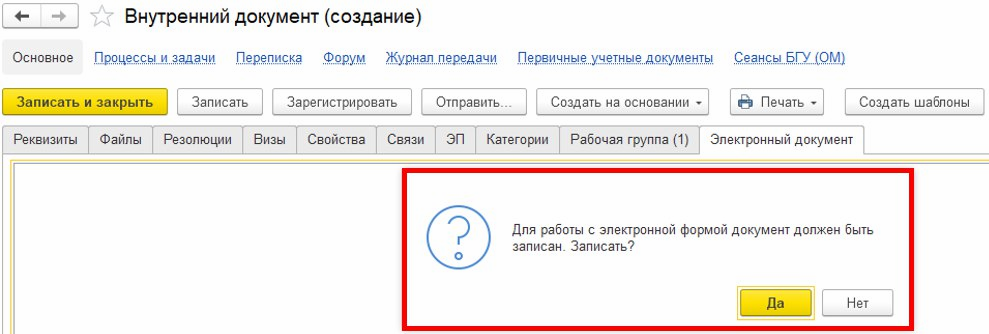 Внутренний документ (создание)
Основное Процессы и задачи Переписка Форум Журнал передачи Первичные учетные документы Сеансы БГУ (ОМ)
Записать и закрыть Записать Зарегистрировать Отправить... Создать на основании Печать Создать шаблоны
Реквизиты Файлы Резолюции Визы Свойства Связи ЭП Категории Рабочая группа (1) Электронный документ
Для работы с электронной формой документ должен быть
записан. Записать?
Да Нет